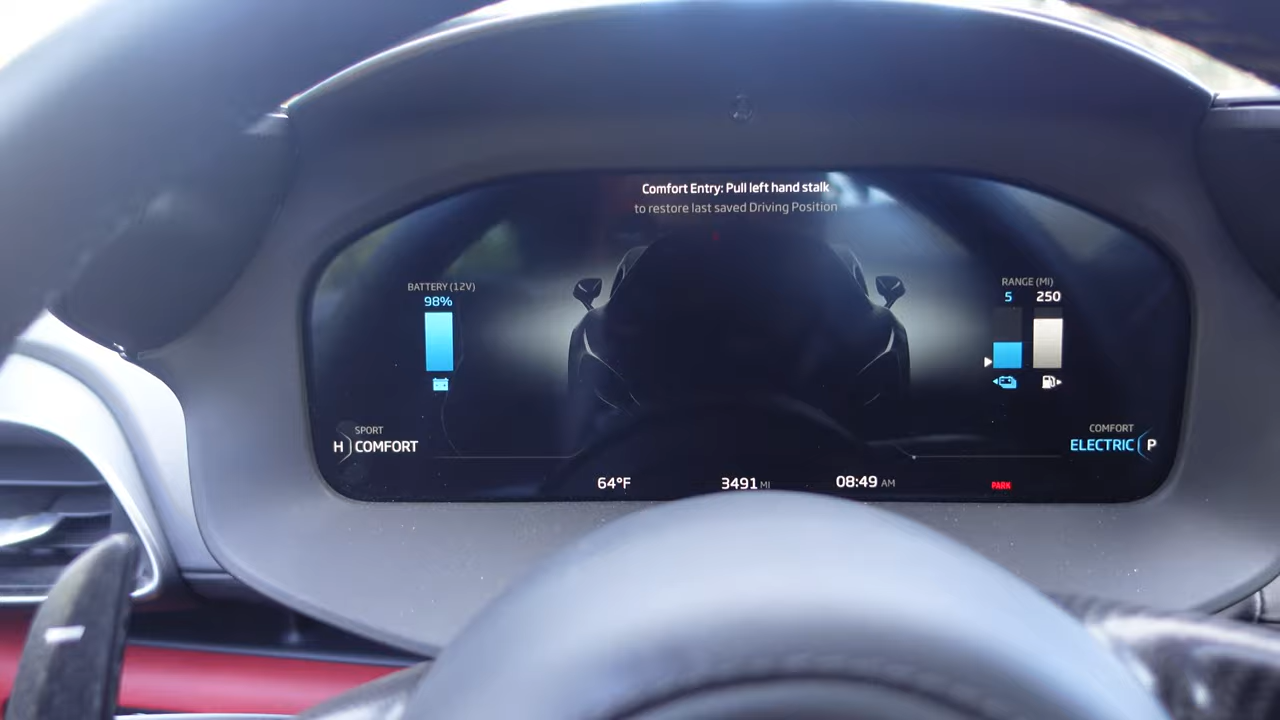 Comfort Entry: Pull left hand stalk
to restore last saved Driving Position
BATTERY (12V)
98%
RANGE (MI)
5 250
SPORT
H COMFORT
COMFORT
ELECTRIC P
64°F
3491 MI
08:49 AM
PARK